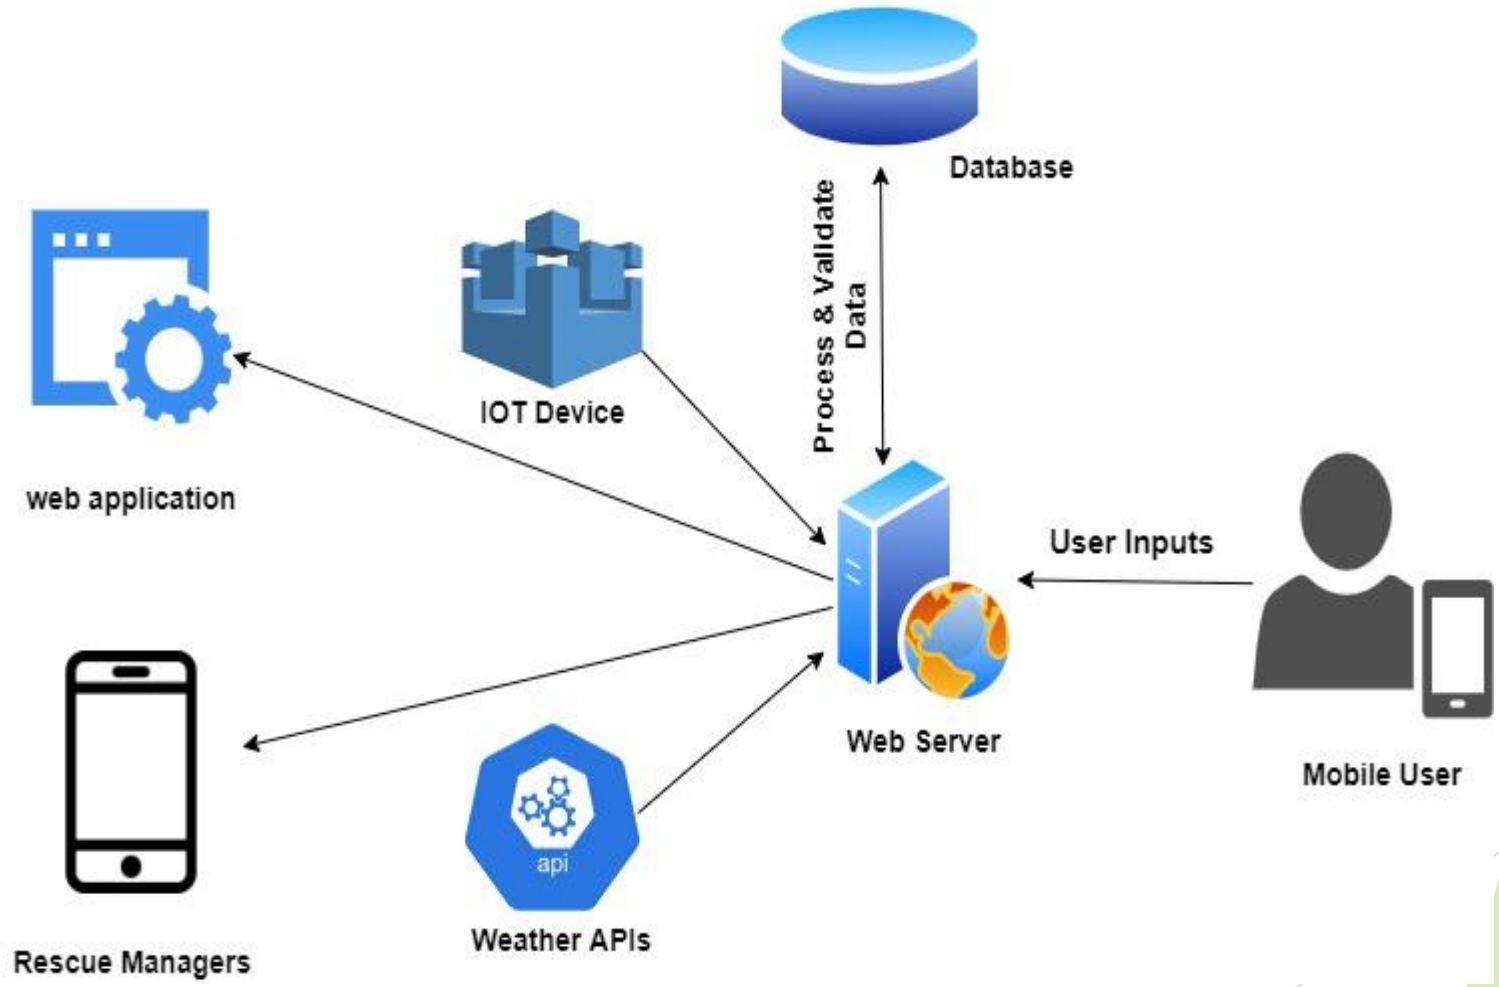 Database
Process & Validate
Data
IOT Device
web application
User Inputs
Web Server
Mobile User
api
Weather APIs
Rescue Managers